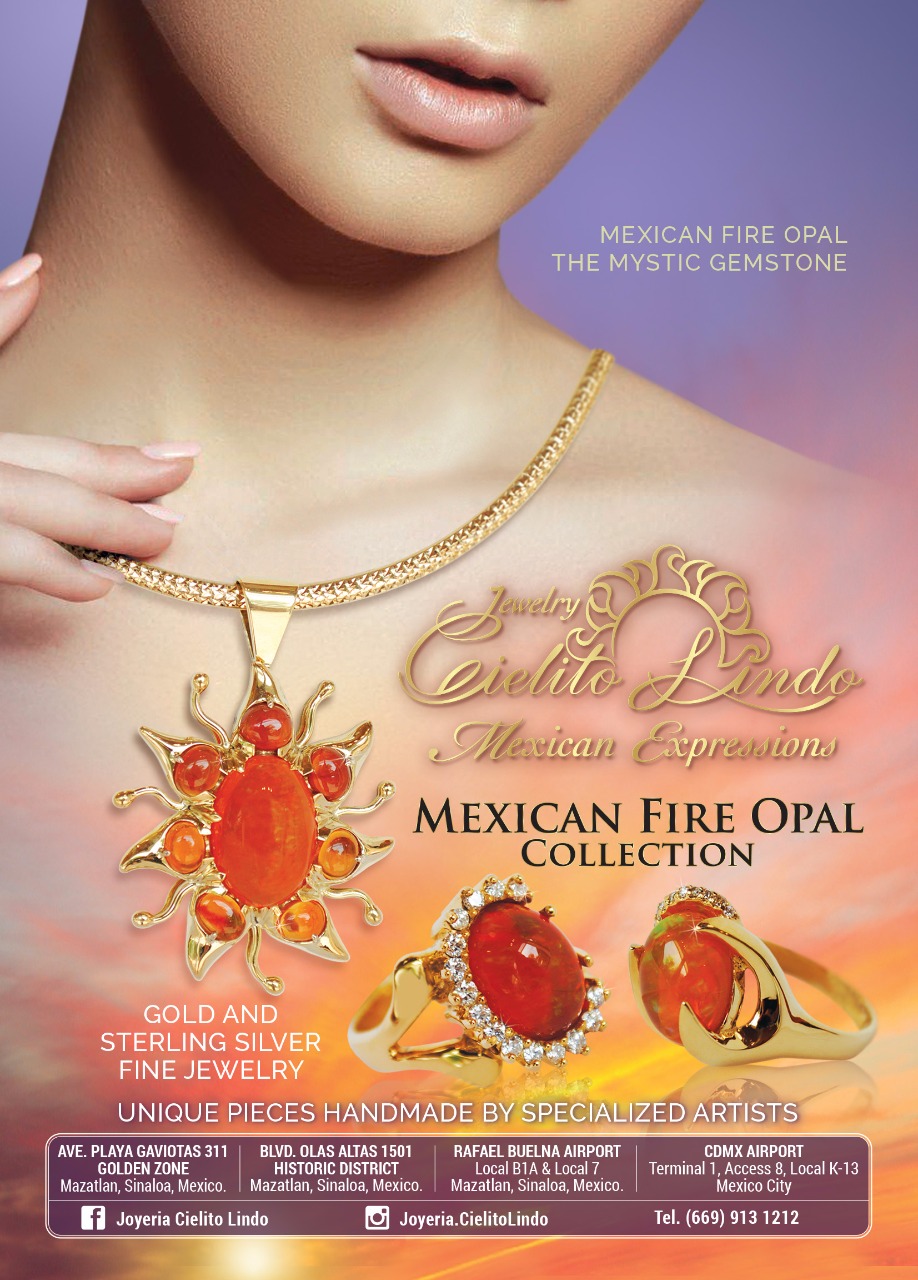 MEXICAN FIRE OPAL
THE MYSTIC GEMSTONE
Jewelry
Cielito Lindo
Mexican Expressions
MEXICAN FIRE OPAL
COLLECTION
GOLD AND
STERLING SILVER
FINE JEWELRY
UNIQUE PIECES HANDMADE BY SPECIALIZED ARTISTS
AVE. PLAYA GAVIOTAS 311
GOLDEN ZONE
Mazatlan, Sinaloa, Mexico.
BLVD. OLAS ALTAS 1501
HISTORIC DISTRICT
Mazatlan, Sinaloa, Mexico.
RAFAEL BUELNA AIRPORT
Local B1A & Local 7
Mazatlan, Sinaloa, Mexico.
CDMX AIRPORT
Terminal 1, Access 8, Local K-13
Mexico City
Joyeria Cielito Lindo
Joyeria.CielitoLindo
Tel. (669) 913 1212